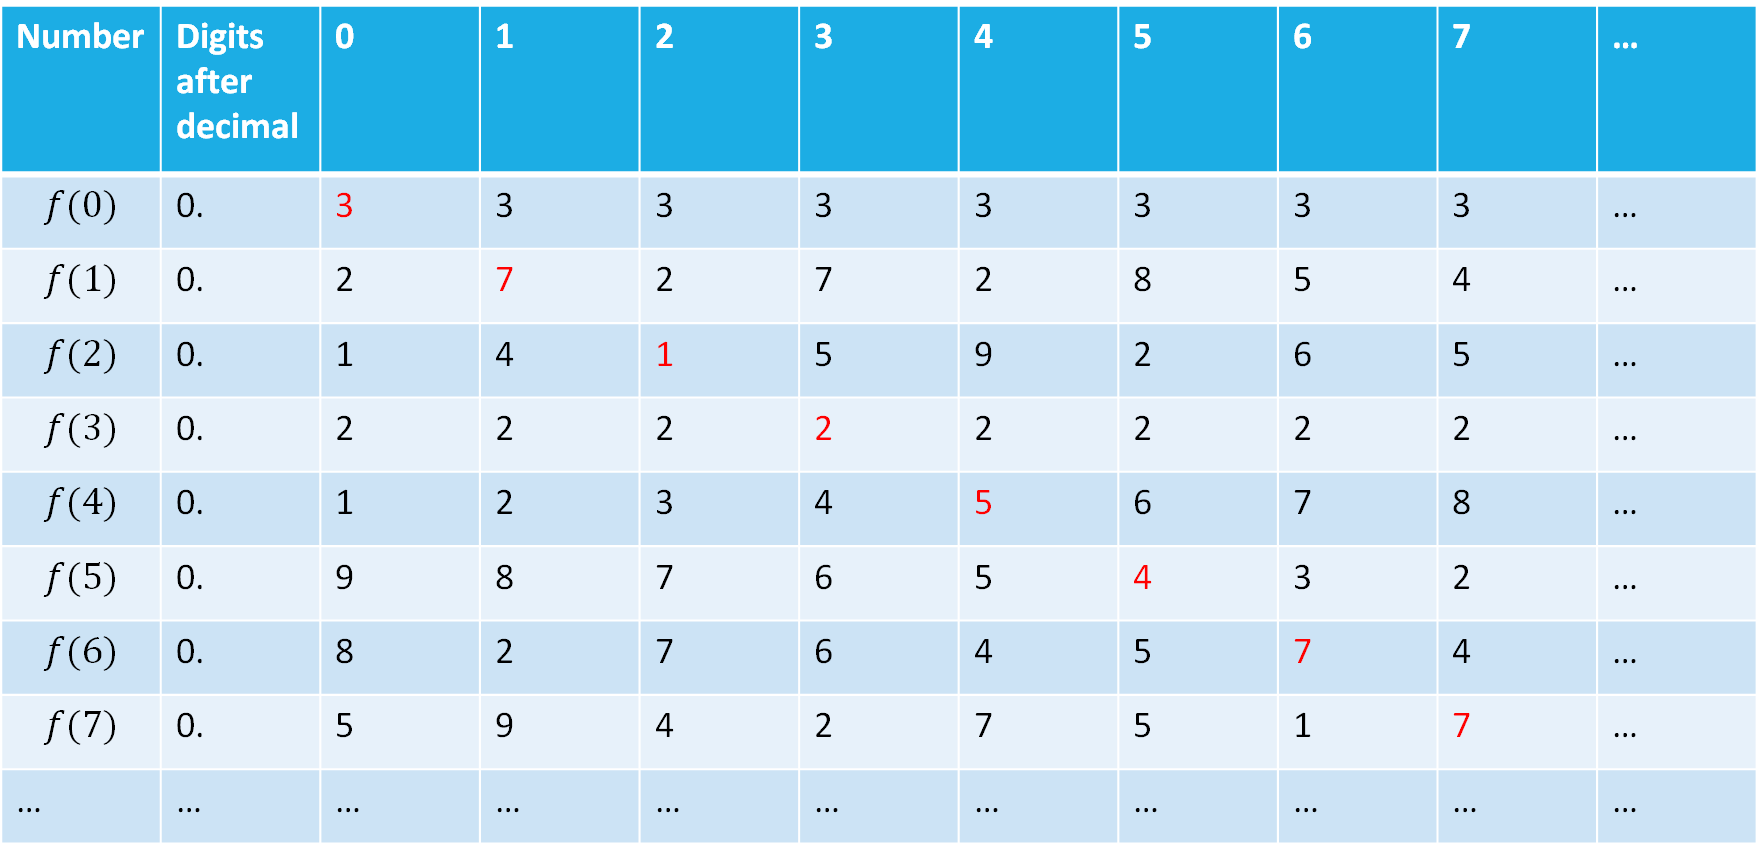 Number Digits after decimal 0 1 2 3 4 5 6 7 ...
f(0) 0. 3 3 3 3 3 3 3 3 ...
f(1) 0. 2 7 2 7 2 8 5 4 ...
f(2) 0. 1 4 1 5 9 2 6 5 ...
f(3) 0. 2 2 2 2 2 2 2 2 ...
f(4) 0. 1 2 3 4 5 6 7 8 ...
f(5) 0. 9 8 7 6 5 4 3 2 ...
f(6) 0. 8 2 7 6 4 5 7 4 ...
f(7) 0. 5 9 4 2 7 5 1 7 ...
... ... ... ... ... ... ... ... ... ... ...